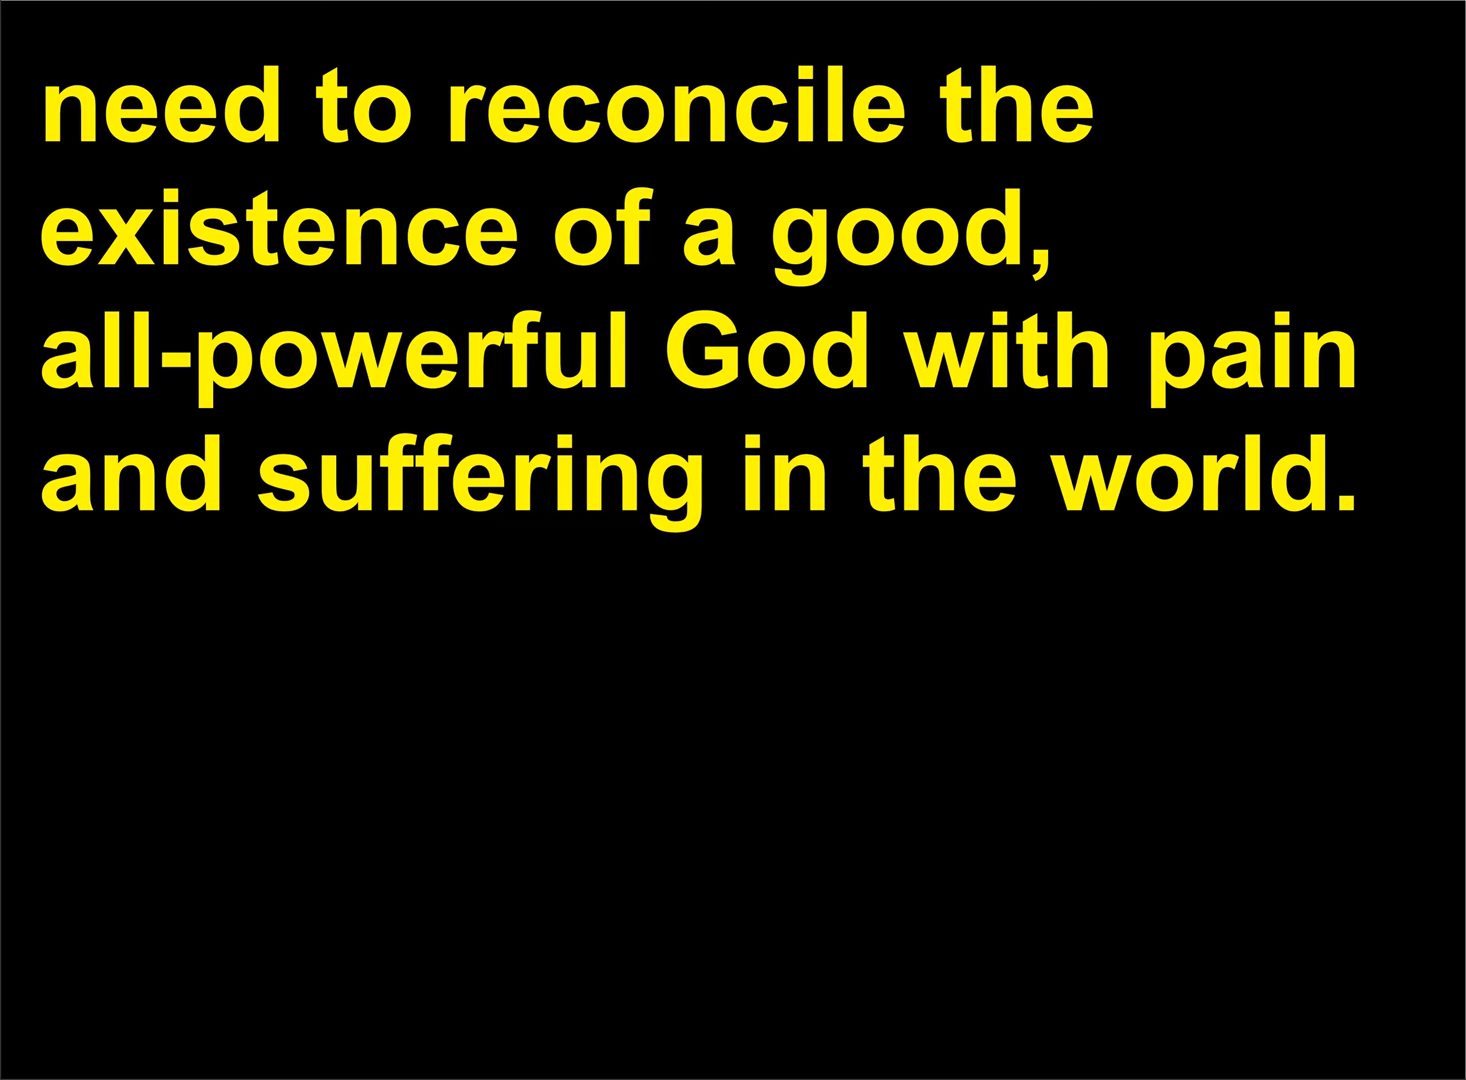 need to reconcile the
existence of a good,
all-powerful God with pain
and suffering in the world.